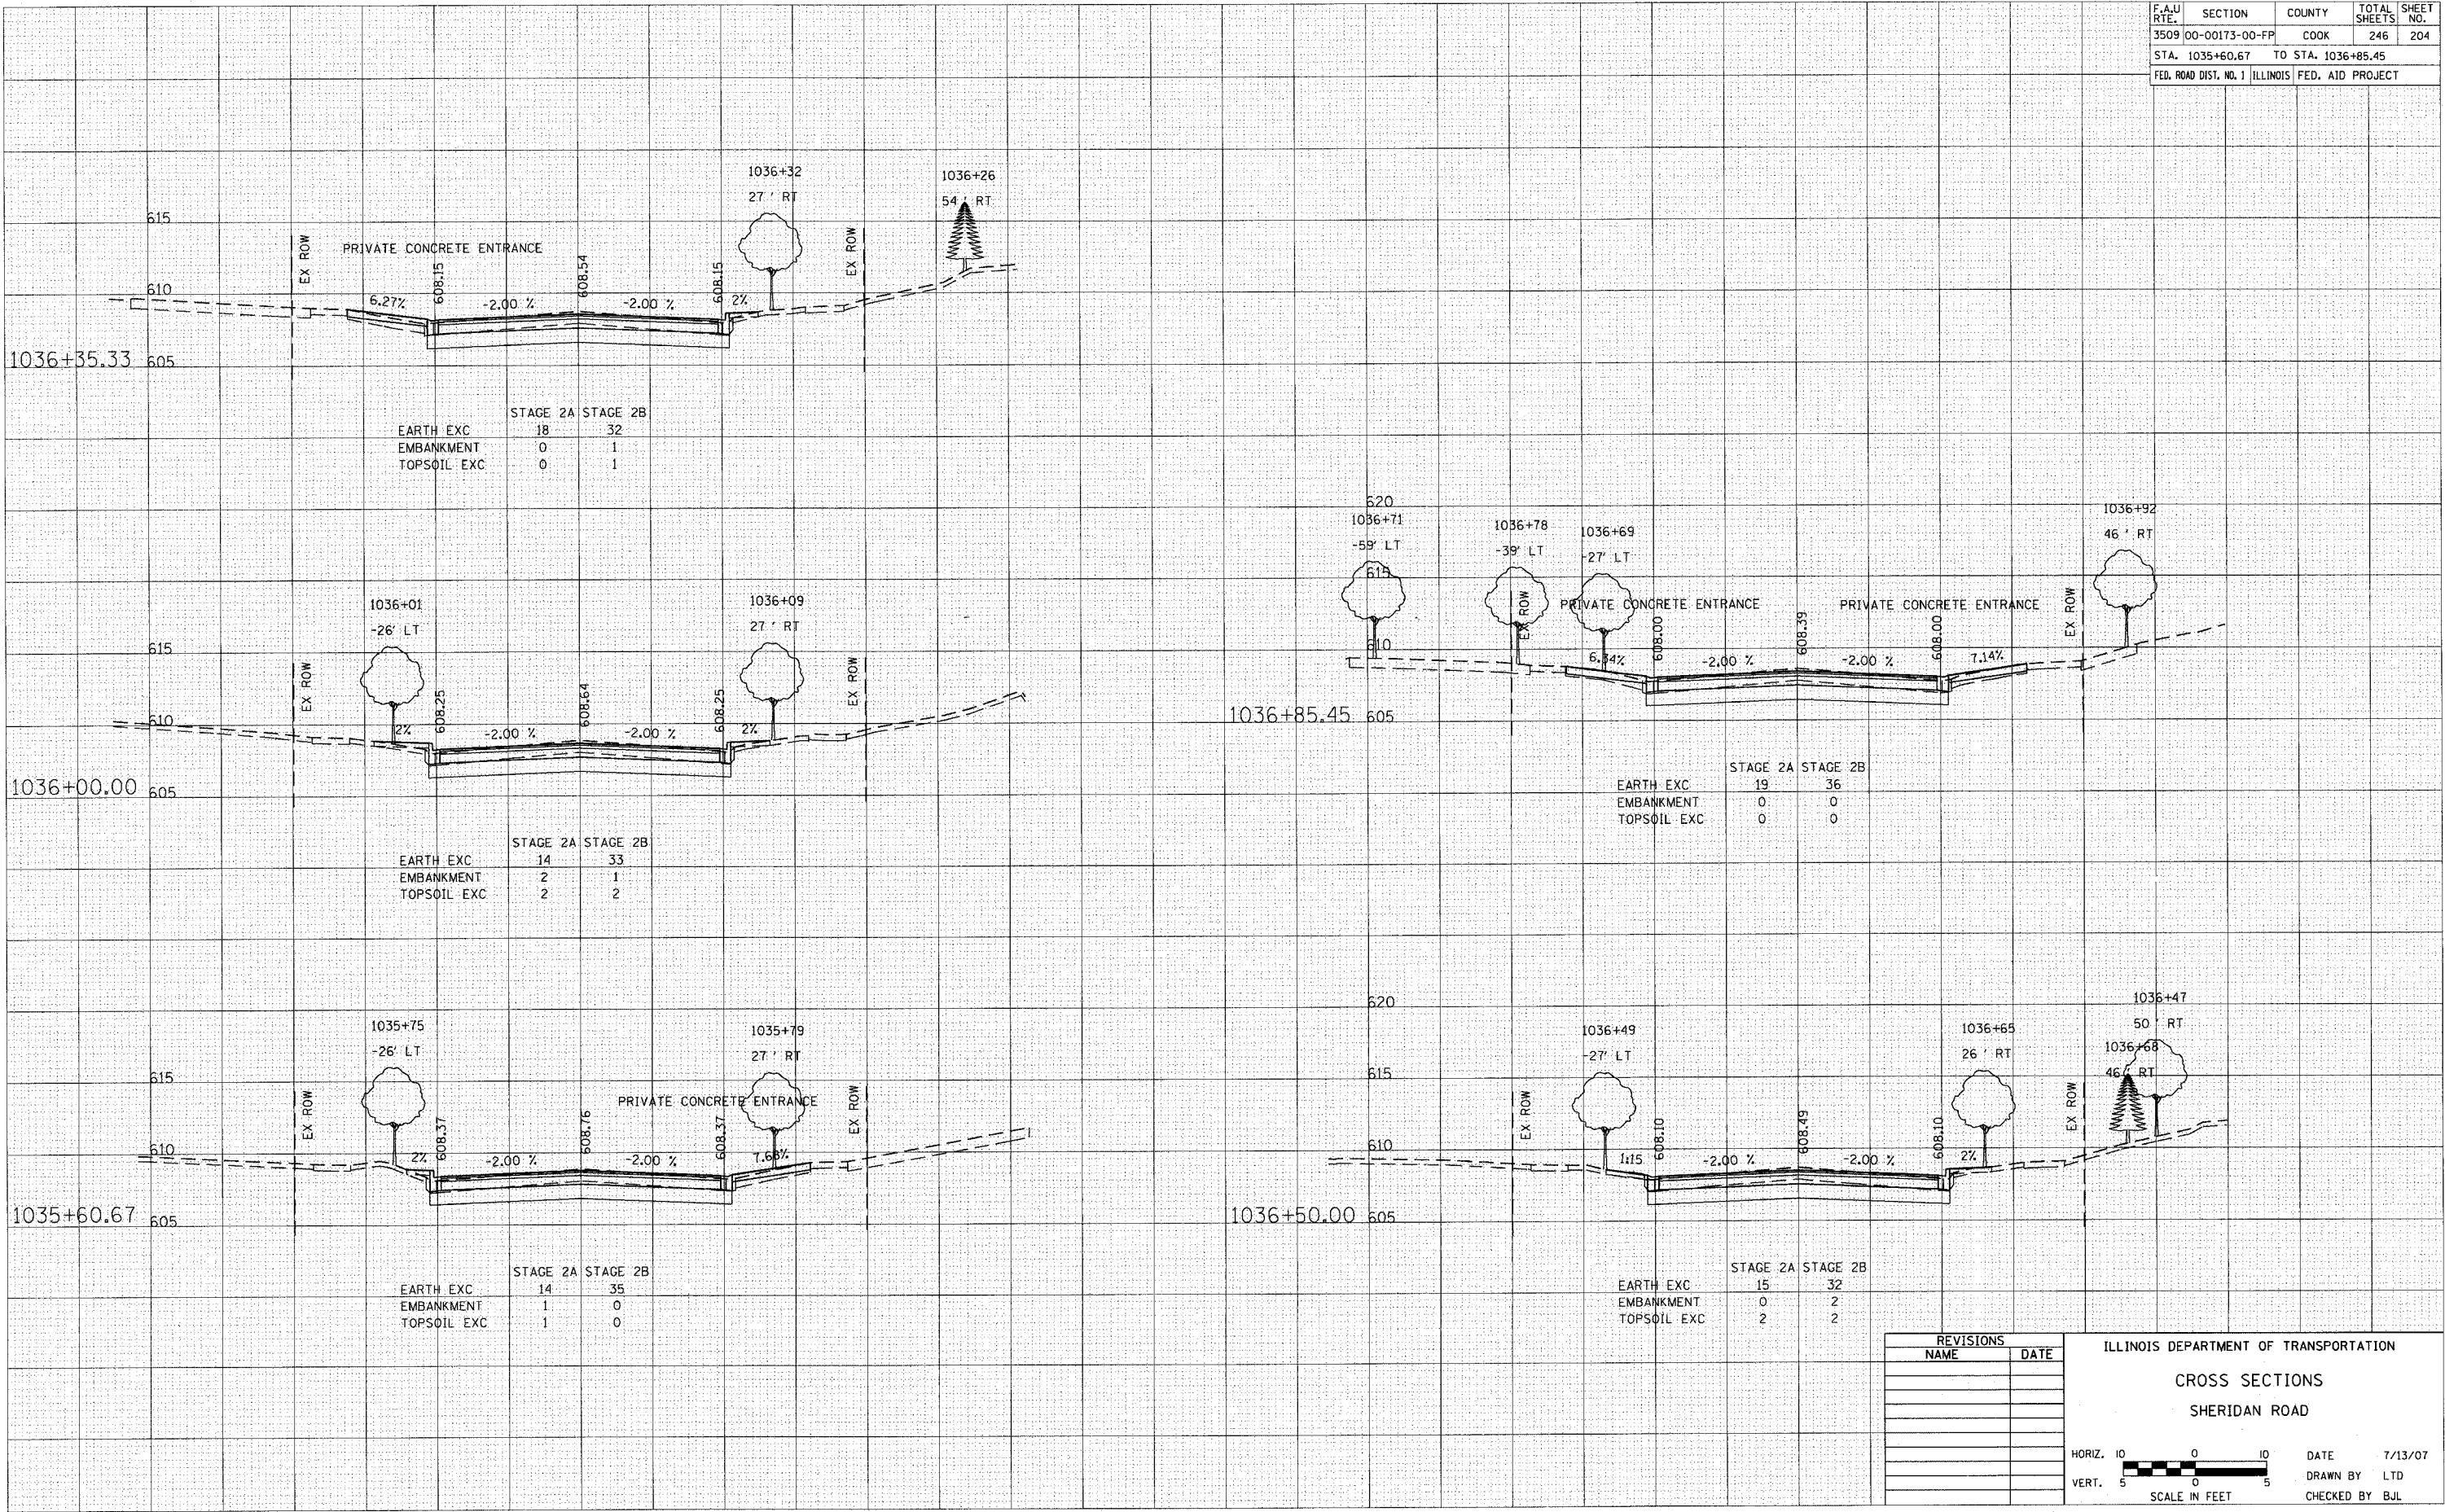 F.A.U RTE. SECTION COUNTY TOTAL SHEETS SHEET NO.
3509 00-00173-00-FP COOK 246 204
STA. 1035+60.67 TO STA. 1036+85.45
FED. ROAD DIST. NO. 1 ILLINOIS FED. AID PROJECT
1036+32
27 ' RT
1036+26
54 ' RT
615
EX ROW
PRIVATE CONCRETE ENTRANCE
EX ROW
610
6.27%
608.15
-2.00 %
608.54
-2.00 %
608.15
2%
1036+35.33 605
STAGE 2A STAGE 2B
EARTH EXC 18 32
EMBANKMENT 0 1
TOPSOIL EXC 0 1
1036+01
-26' LT
1036+09
27 ' RT
615
EX ROW
EX ROW
610
2%
608.25
-2.00 %
608.64
-2.00 %
608.25
2%
1036+00.00 605
STAGE 2A STAGE 2B
EARTH EXC 14 33
EMBANKMENT 2 1
TOPSOIL EXC 2 2
1035+75
-26' LT
1035+79
27 ' RT
615
EX ROW
PRIVATE CONCRETE ENTRANCE
EX ROW
610
2%
608.37
-2.00 %
608.76
-2.00 %
608.37
7.68%
1035+60.67 605
STAGE 2A STAGE 2B
EARTH EXC 14 35
EMBANKMENT 1 0
TOPSOIL EXC 1 0
620
1036+71
-59' LT
1036+78
-39' LT
1036+69
-27' LT
1036+92
46 ' RT
615
EX ROW
PRIVATE CONCRETE ENTRANCE
PRIVATE CONCRETE ENTRANCE
EX ROW
610
6.34%
608.00
-2.00 %
608.39
-2.00 %
608.00
7.14%
1036+85.45 605
STAGE 2A STAGE 2B
EARTH EXC 19 36
EMBANKMENT 0 0
TOPSOIL EXC 0 0
620
1036+49
-27' LT
1036+65
26 ' RT
1036+47
50 ' RT
1036+68
46 ' RT
615
EX ROW
EX ROW
610
1:15
608.10
-2.00 %
608.49
-2.00 %
608.10
2%
1036+50.00 605
STAGE 2A STAGE 2B
EARTH EXC 15 32
EMBANKMENT 0 2
TOPSOIL EXC 2 2
REVISIONS
NAME DATE
ILLINOIS DEPARTMENT OF TRANSPORTATION
CROSS SECTIONS
SHERIDAN ROAD
HORIZ. 10 0 10
VERT. 5 0 5
SCALE IN FEET
DATE 7/13/07
DRAWN BY LTD
CHECKED BY BJL